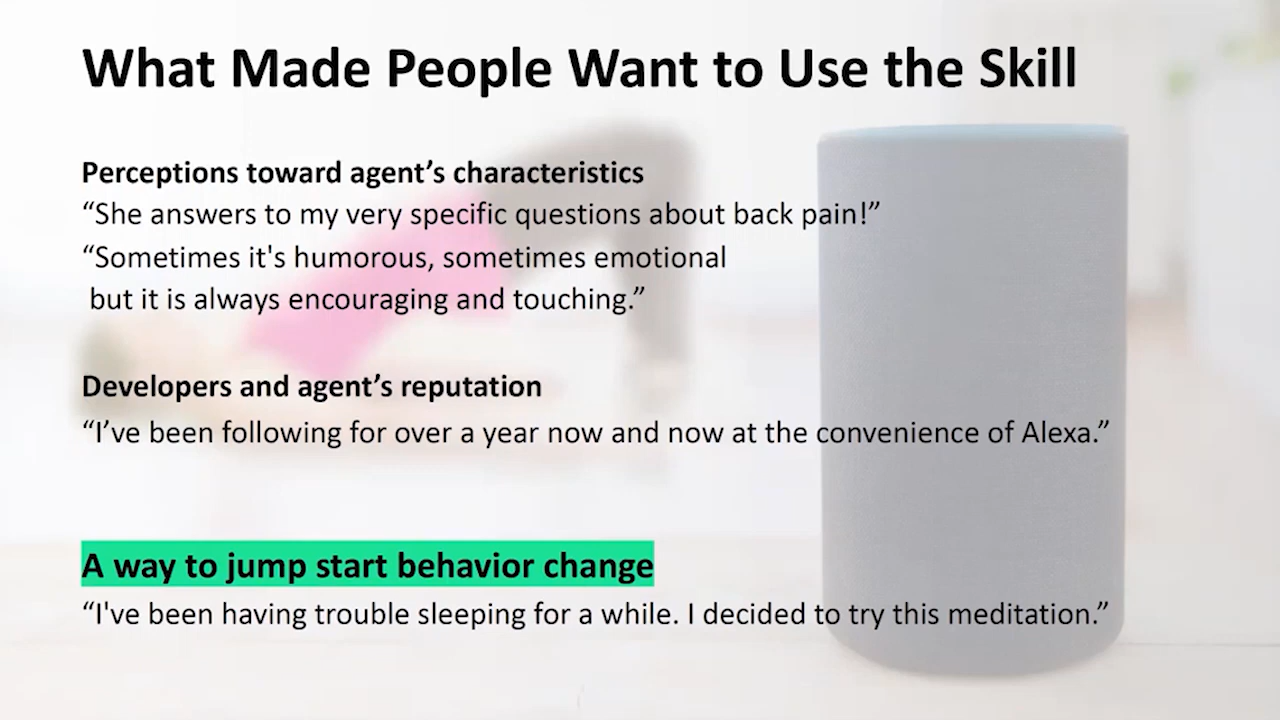 What Made People Want to Use the Skill
Perceptions toward agent’s characteristics
“She answers to my very specific questions about back pain!”
“Sometimes it's humorous, sometimes emotional
but it is always encouraging and touching.”
Developers and agent’s reputation
“I’ve been following for over a year now and now at the convenience of Alexa.”
A way to jump start behavior change
“I've been having trouble sleeping for a while. I decided to try this meditation.”